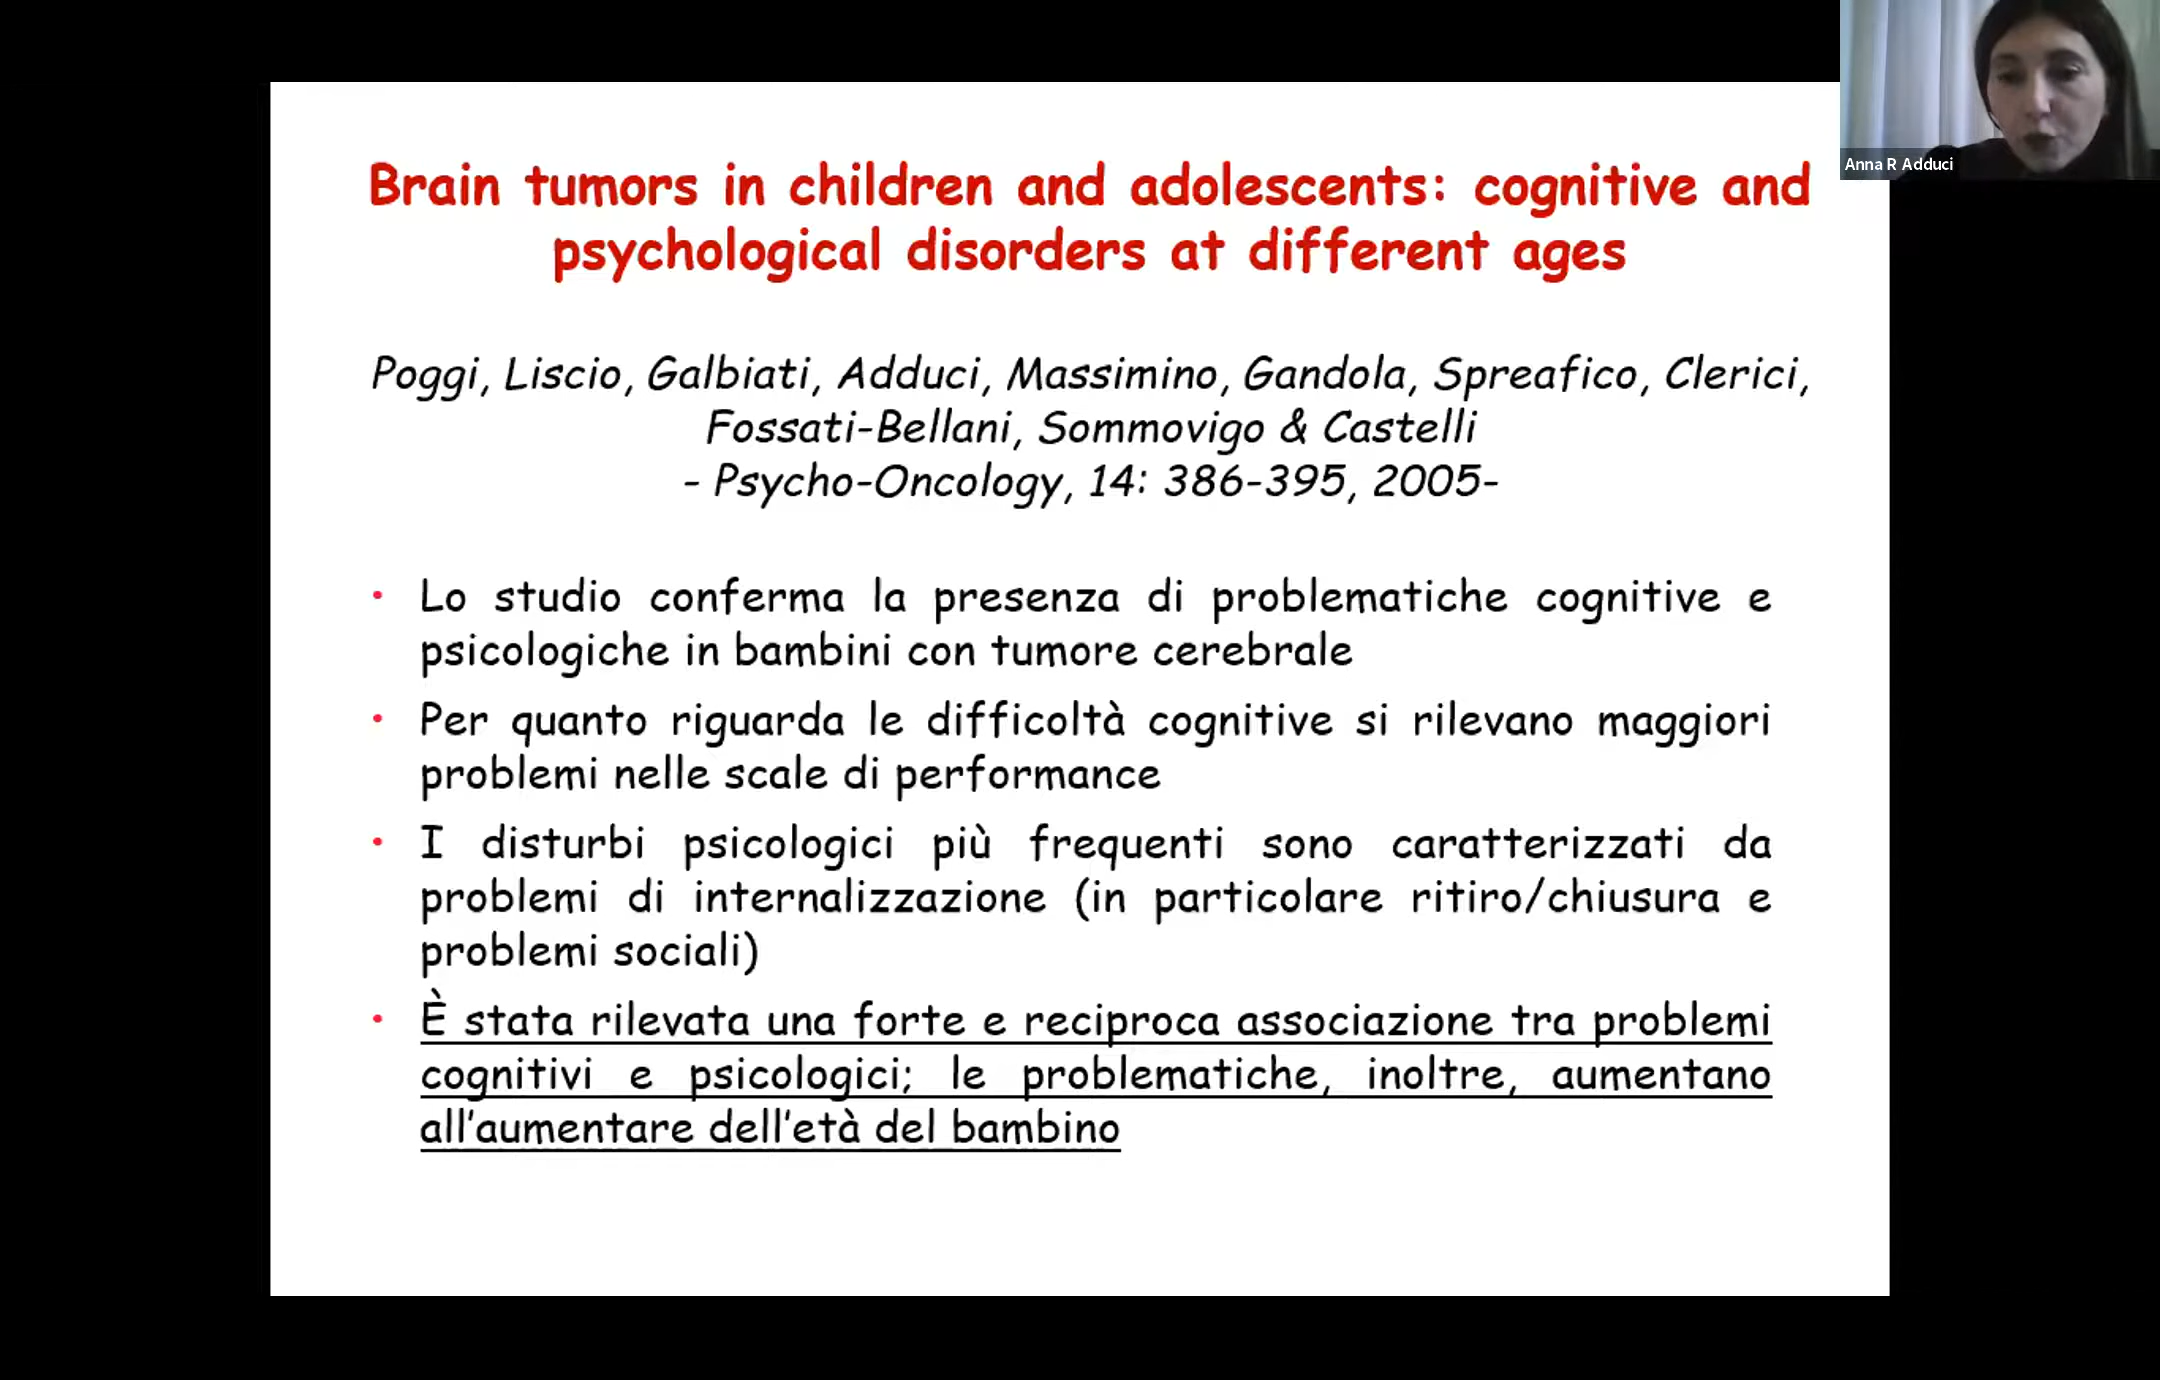 Anna R Adduci
Brain tumors in children and adolescents: cognitive and
psychological disorders at different ages
Poggi, Liscio, Galbiati, Adduci, Massimino, Gandola, Spreafico, Clerici,
Fossati-Bellani, Sommovigo & Castelli
- Psycho-Oncology, 14: 386-395, 2005-
• Lo studio conferma la presenza di problematiche cognitive e
psicologiche in bambini con tumore cerebrale
• Per quanto riguarda le difficoltà cognitive si rilevano maggiori
problemi nelle scale di performance
• I disturbi psicologici più frequenti sono caratterizzati da
problemi di internalizzazione (in particolare ritiro/chiusura e
problemi sociali)
• È stata rilevata una forte e reciproca associazione tra problemi
cognitivi e psicologici; le problematiche, inoltre, aumentano
all'aumentare dell'età del bambino